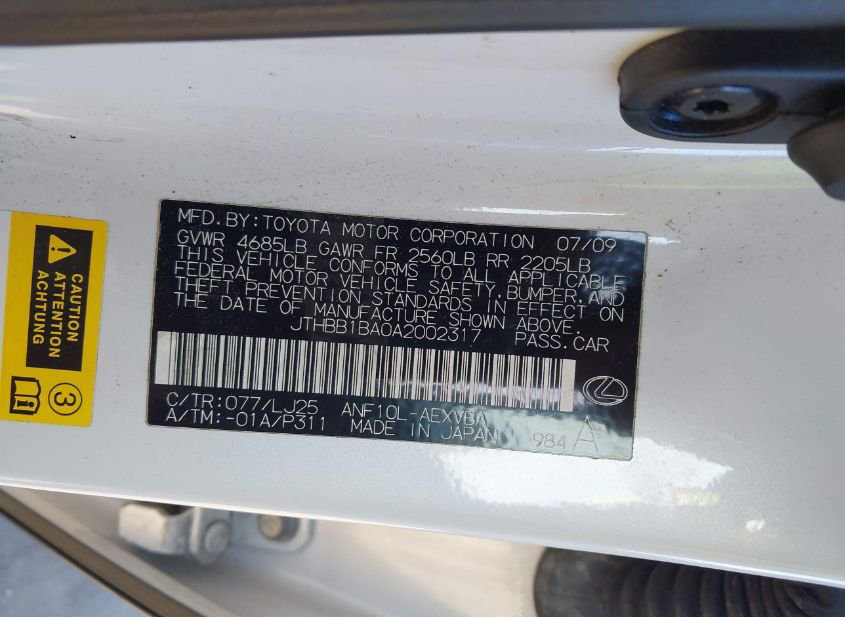 MFD. BY: TOYOTA MOTOR CORPORATION 07/09
GVWR 4685LB GAWR FR 2560LB RR 2205LB
THIS VEHICLE CONFORMS TO ALL APPLICABLE
FEDERAL MOTOR VEHICLE SAFETY, BUMPER, AND
THEFT PREVENTION STANDARDS IN EFFECT ON
THE DATE OF MANUFACTURE SHOWN ABOVE.
JTHBB1BA0A2002317 PASS.CAR
C/TR:077/LJ25 ANF10L-AEXVBA
A/TM:-01A/P311 MADE IN JAPAN 984 A
CAUTION
ATTENTION
ACHTUNG
3